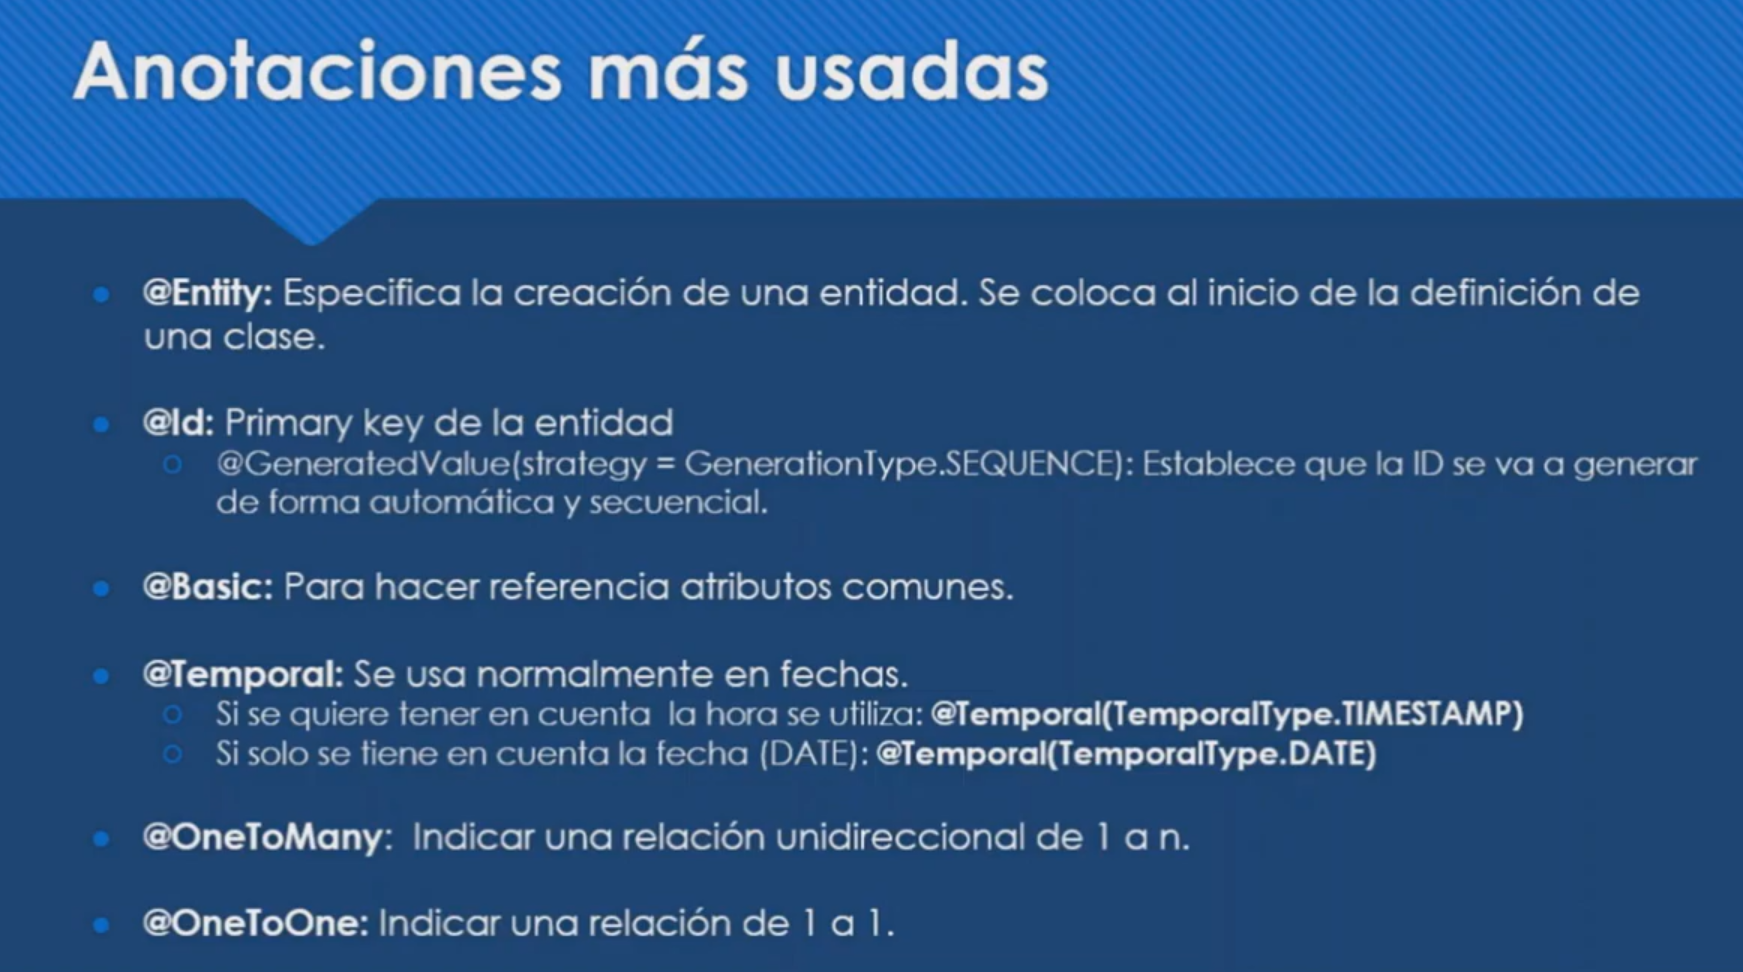 Anotaciones más usadas
@Entity: Especifica la creación de una entidad. Se coloca al inicio de la definición de
una clase.
@Id: Primary key de la entidad
@GeneratedValue(strategy = GenerationType.SEQUENCE): Establece que la ID se va a generar
de forma automática y secuencial.
@Basic: Para hacer referencia atributos comunes.
@Temporal: Se usa normalmente en fechas.
Si se quiere tener en cuenta  la hora se utiliza: @Temporal(TemporalType.TIMESTAMP)
Si solo se tiene en cuenta la fecha (DATE): @Temporal(TemporalType.DATE)
@OneToMany:  Indicar una relación unidireccional de 1 a n.
@OneToOne: Indicar una relación de 1 a 1.